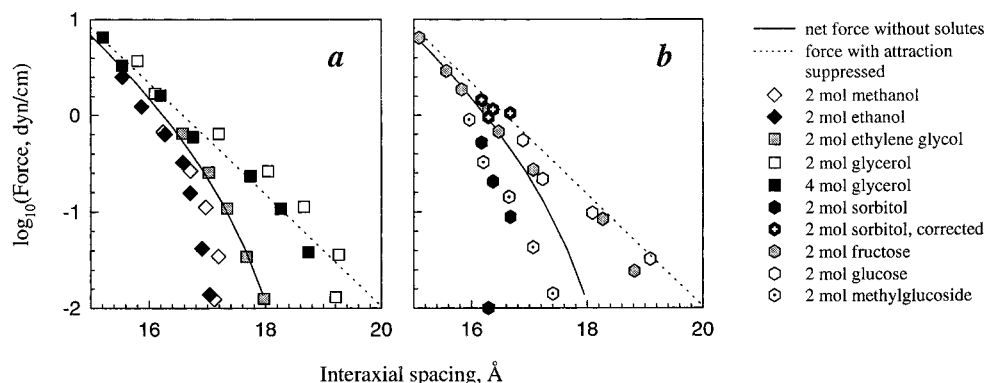 log10(Force, dyn/cm)
1
0
-1
-2
a
b
16
18
20
16
18
20
Interaxial spacing, Å
net force without solutes
force with attraction
suppressed
2 mol methanol
2 mol ethanol
2 mol ethylene glycol
2 mol glycerol
4 mol glycerol
2 mol sorbitol
2 mol sorbitol, corrected
2 mol fructose
2 mol glucose
2 mol methylglucoside